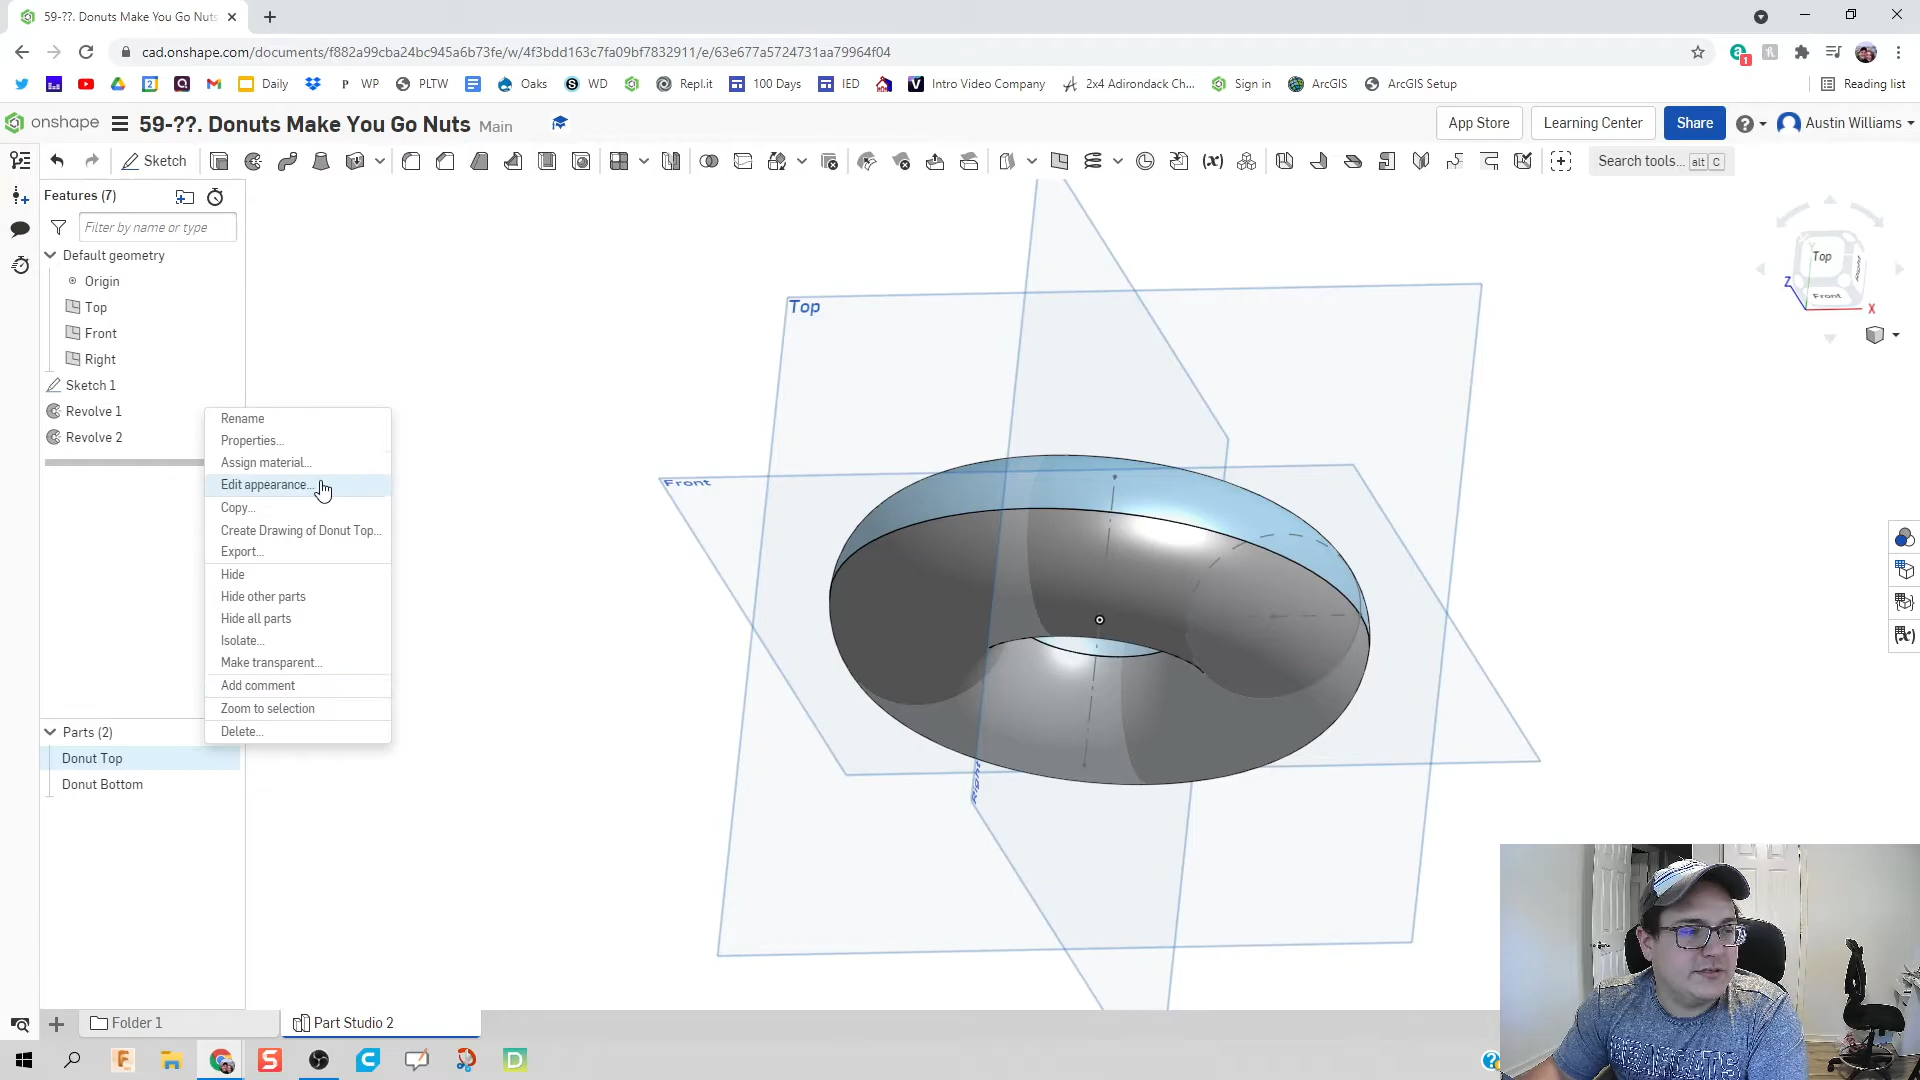 59-??. Donuts Make You Go Nuts
cad.onshape.com/documents/f882a99cba24bc945a6b73fe/w/4f3bdd163c7fa09bf7832911/e/63e677a5724731aa79964f04
1
Daily
P WP
PLTW
Oaks
S WD
Repl.it
100 Days
IED
Intro Video Company
2x4 Adirondack Ch...
Sign in
ArcGIS
ArcGIS Setup
Reading list
onshape
59-??. Donuts Make You Go Nuts Main
App Store
Learning Center
Share
Austin Williams
Sketch
Search tools... alt C
Features (7)
Filter by name or type
Default geometry
Origin
Top
Front
Right
Sketch 1
Revolve 1
Revolve 2
Rename
Properties...
Assign material...
Edit appearance...
Copy...
Create Drawing of Donut Top...
Export...
Hide
Hide other parts
Hide all parts
Isolate...
Make transparent...
Add comment
Zoom to selection
Delete...
Parts (2)
Donut Top
Donut Bottom
Top
Front
Right
Top
Front
Right
Z
X
Folder 1
Part Studio 2
BEARCATS